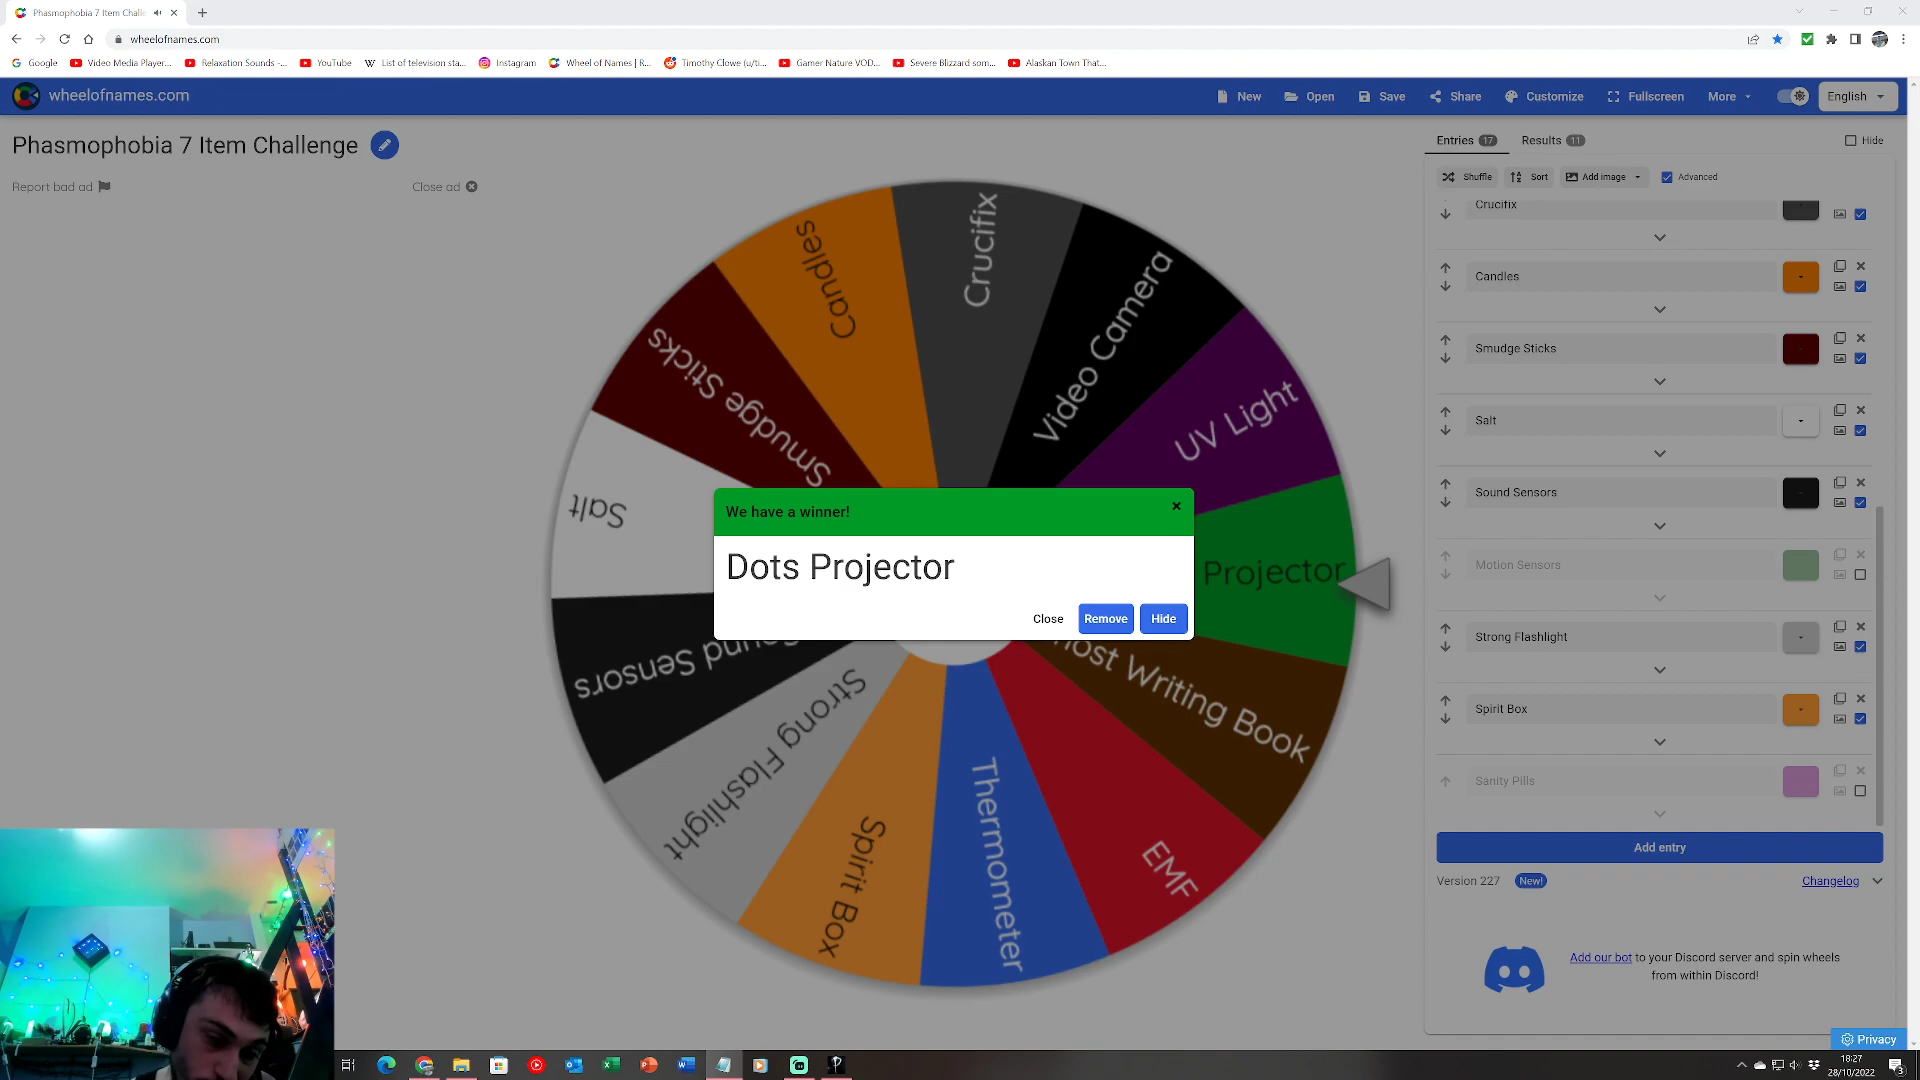 Phasmophobia 7 Item Challe
wheelofnames.com
Google
Video Media Player...
Relaxation Sounds -...
YouTube
List of television sta...
Instagram
Wheel of Names | R...
Timothy Clowe (u/ti...
Gamer Nature VOD...
Severe Blizzard som...
Alaskan Town That...
wheelofnames.com
New
Open
Save
Share
Customize
Fullscreen
More
English
Phasmophobia 7 Item Challenge
Report bad ad
Close ad
Entries 17
Results 11
Hide
Shuffle
Sort
Add image
Advanced
Crucifix
Candles
Smudge Sticks
Salt
Sound Sensors
Motion Sensors
Strong Flashlight
Spirit Box
Sanity Pills
Add entry
Version 227
New!
Changelog
Add our bot to your Discord server and spin wheels
from within Discord!
Privacy
Candles
Crucifix
Video Camera
UV Light
Projector
host Writing Book
EMF
Thermometer
Spirit Box
Strong Flashlight
Sound Sensors
Salt
Smudge Sticks
We have a winner!
Dots Projector
Close
Remove
Hide
18:27
28/10/2022
3